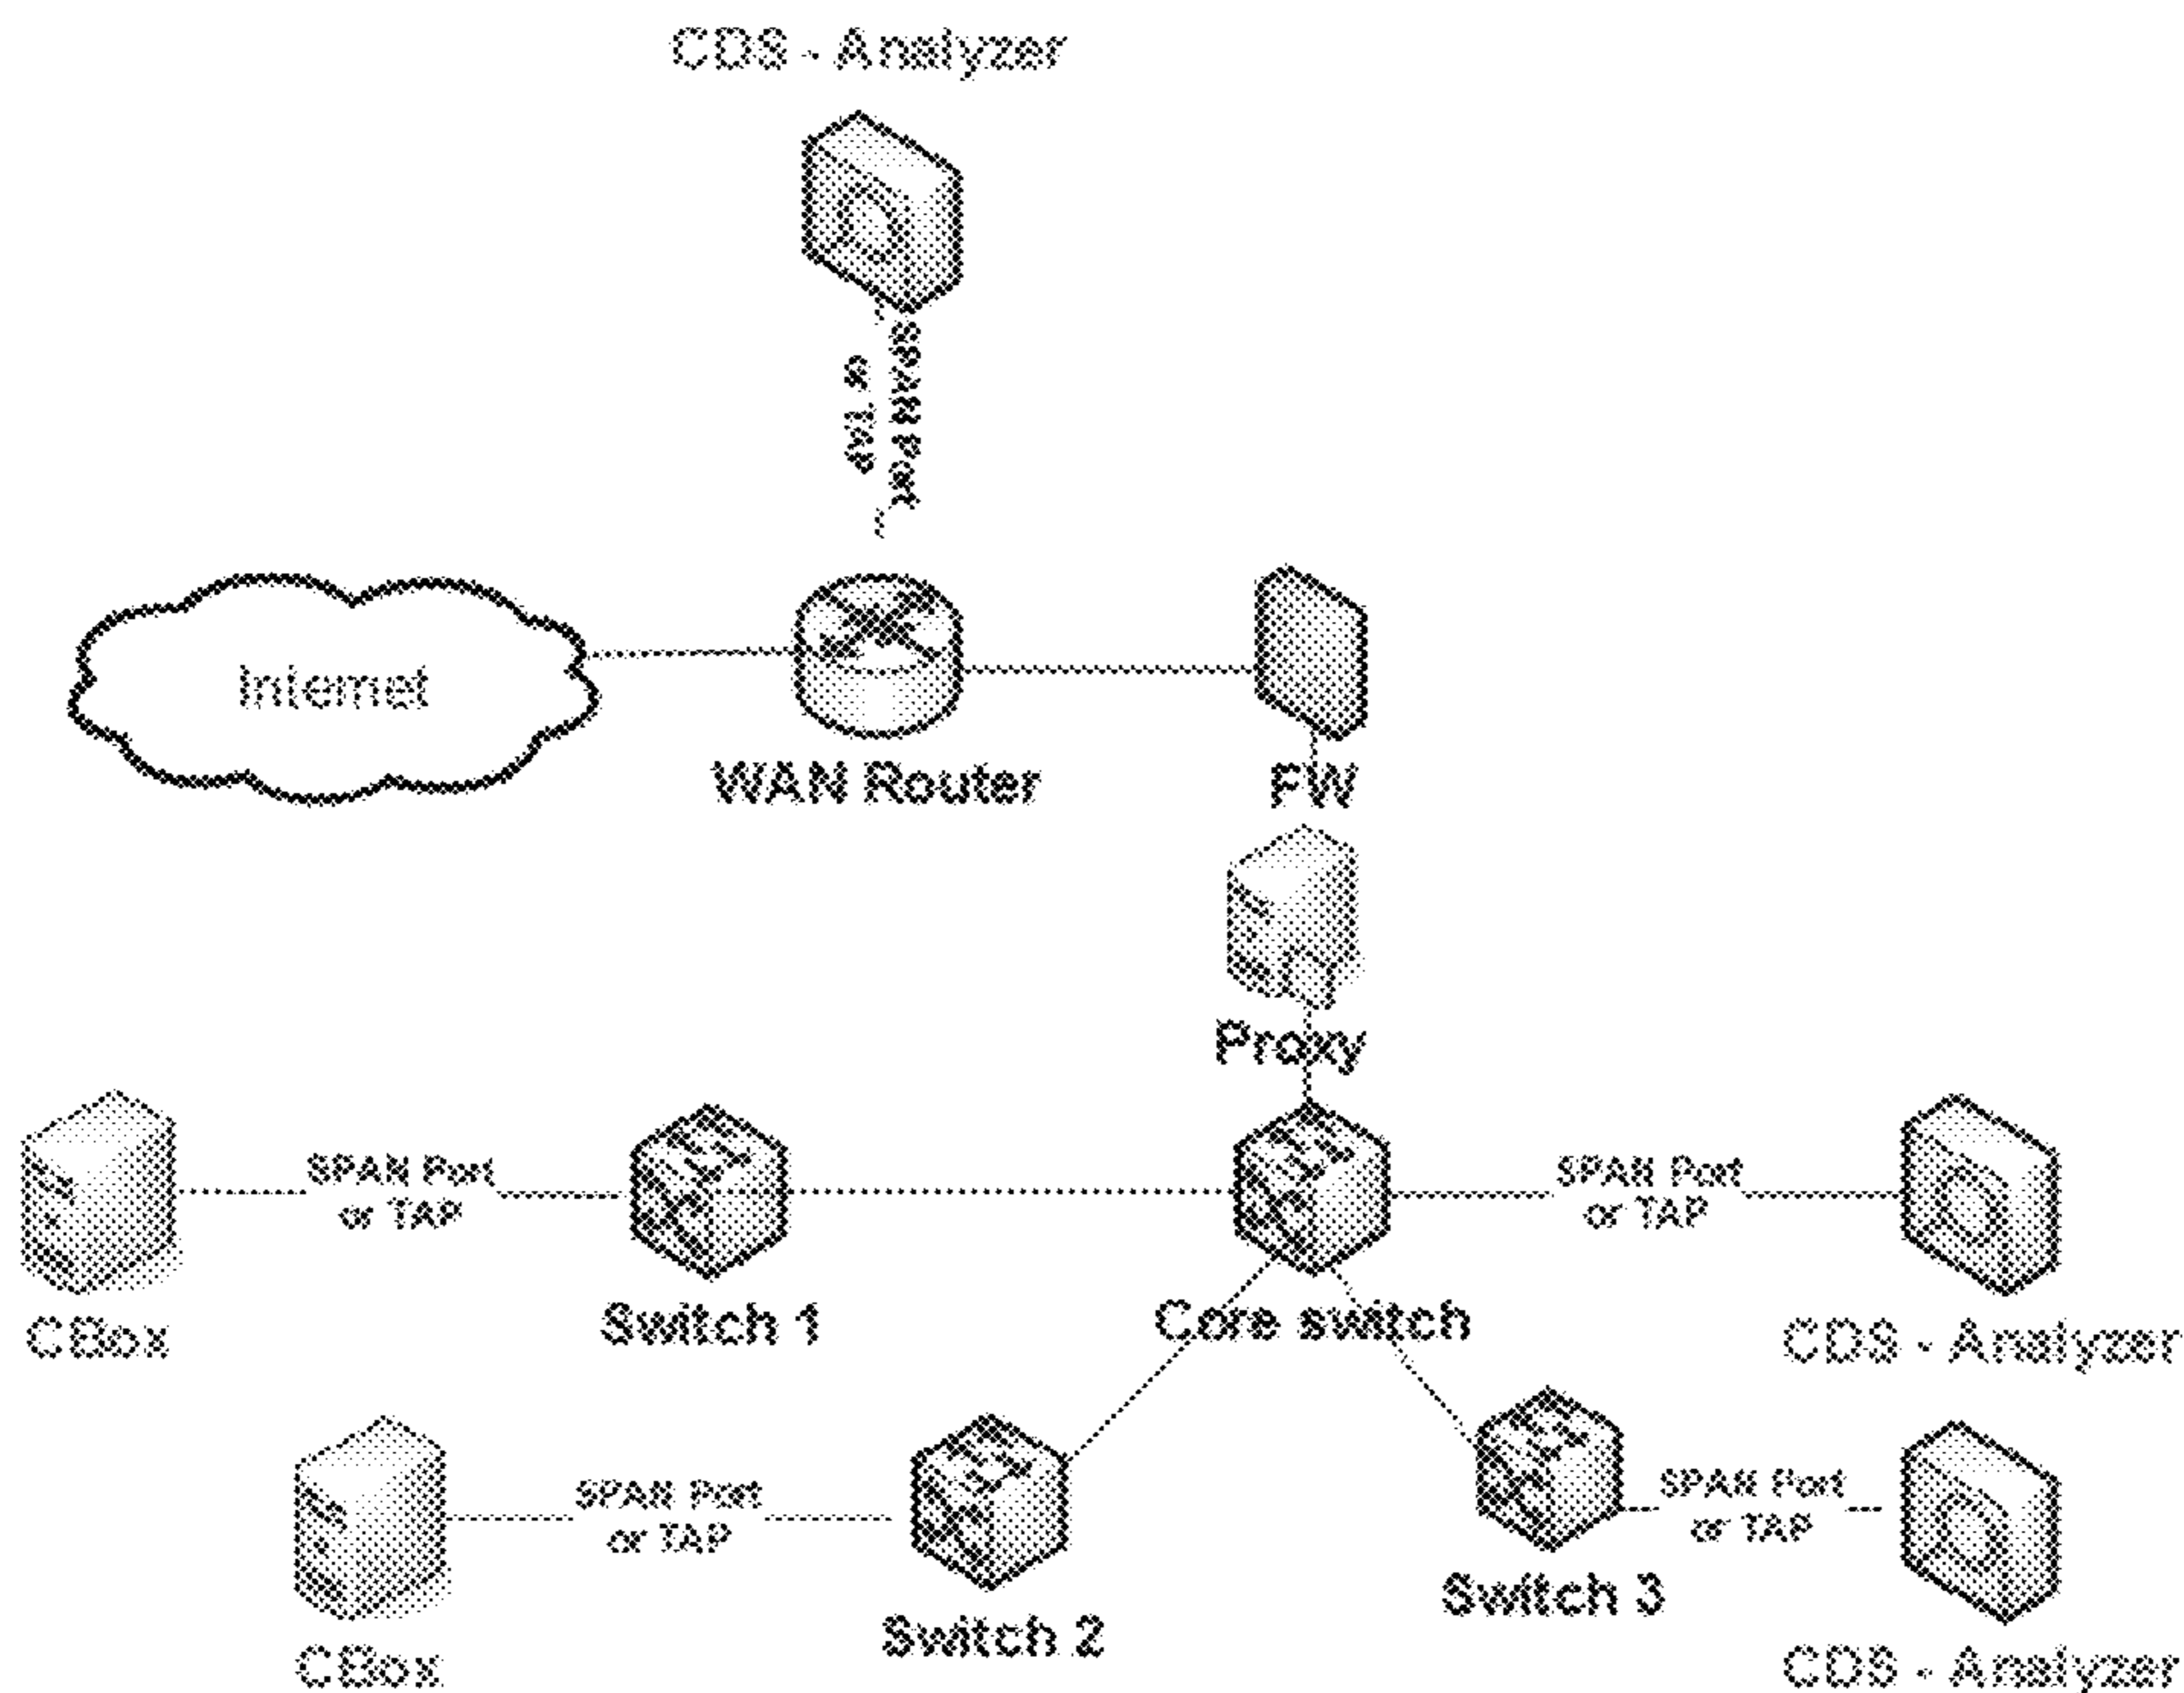 CDS - Analyzer
SPAN Port
or TAP
Internet
WAN Router
FW
Proxy
SPAN Port
or TAP
SPAN Port
or TAP
CBox
Switch 1
Core switch
CDS - Analyzer
SPAN Port
or TAP
SPAN Port
or TAP
CBox
Switch 2
Switch 3
CDS - Analyzer